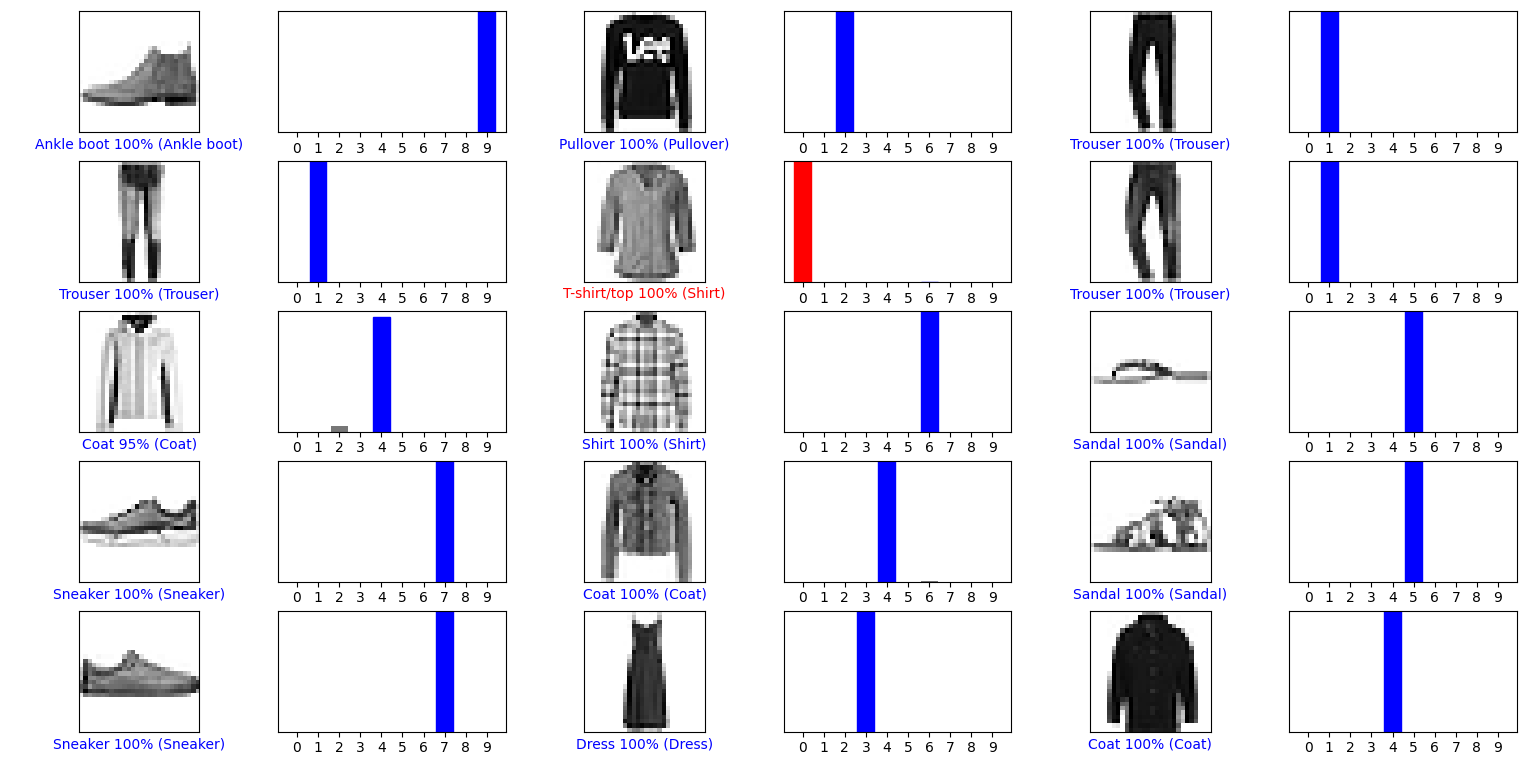 Lee
Ankle boot 100% (Ankle boot)
0 1 2 3 4 5 6 7 8 9
Pullover 100% (Pullover)
0 1 2 3 4 5 6 7 8 9
Trouser 100% (Trouser)
0 1 2 3 4 5 6 7 8 9
Trouser 100% (Trouser)
0 1 2 3 4 5 6 7 8 9
T-shirt/top 100% (Shirt)
0 1 2 3 4 5 6 7 8 9
Trouser 100% (Trouser)
0 1 2 3 4 5 6 7 8 9
Coat 95% (Coat)
0 1 2 3 4 5 6 7 8 9
Shirt 100% (Shirt)
0 1 2 3 4 5 6 7 8 9
Sandal 100% (Sandal)
0 1 2 3 4 5 6 7 8 9
Sneaker 100% (Sneaker)
0 1 2 3 4 5 6 7 8 9
Coat 100% (Coat)
0 1 2 3 4 5 6 7 8 9
Sandal 100% (Sandal)
0 1 2 3 4 5 6 7 8 9
Sneaker 100% (Sneaker)
0 1 2 3 4 5 6 7 8 9
Dress 100% (Dress)
0 1 2 3 4 5 6 7 8 9
Coat 100% (Coat)
0 1 2 3 4 5 6 7 8 9